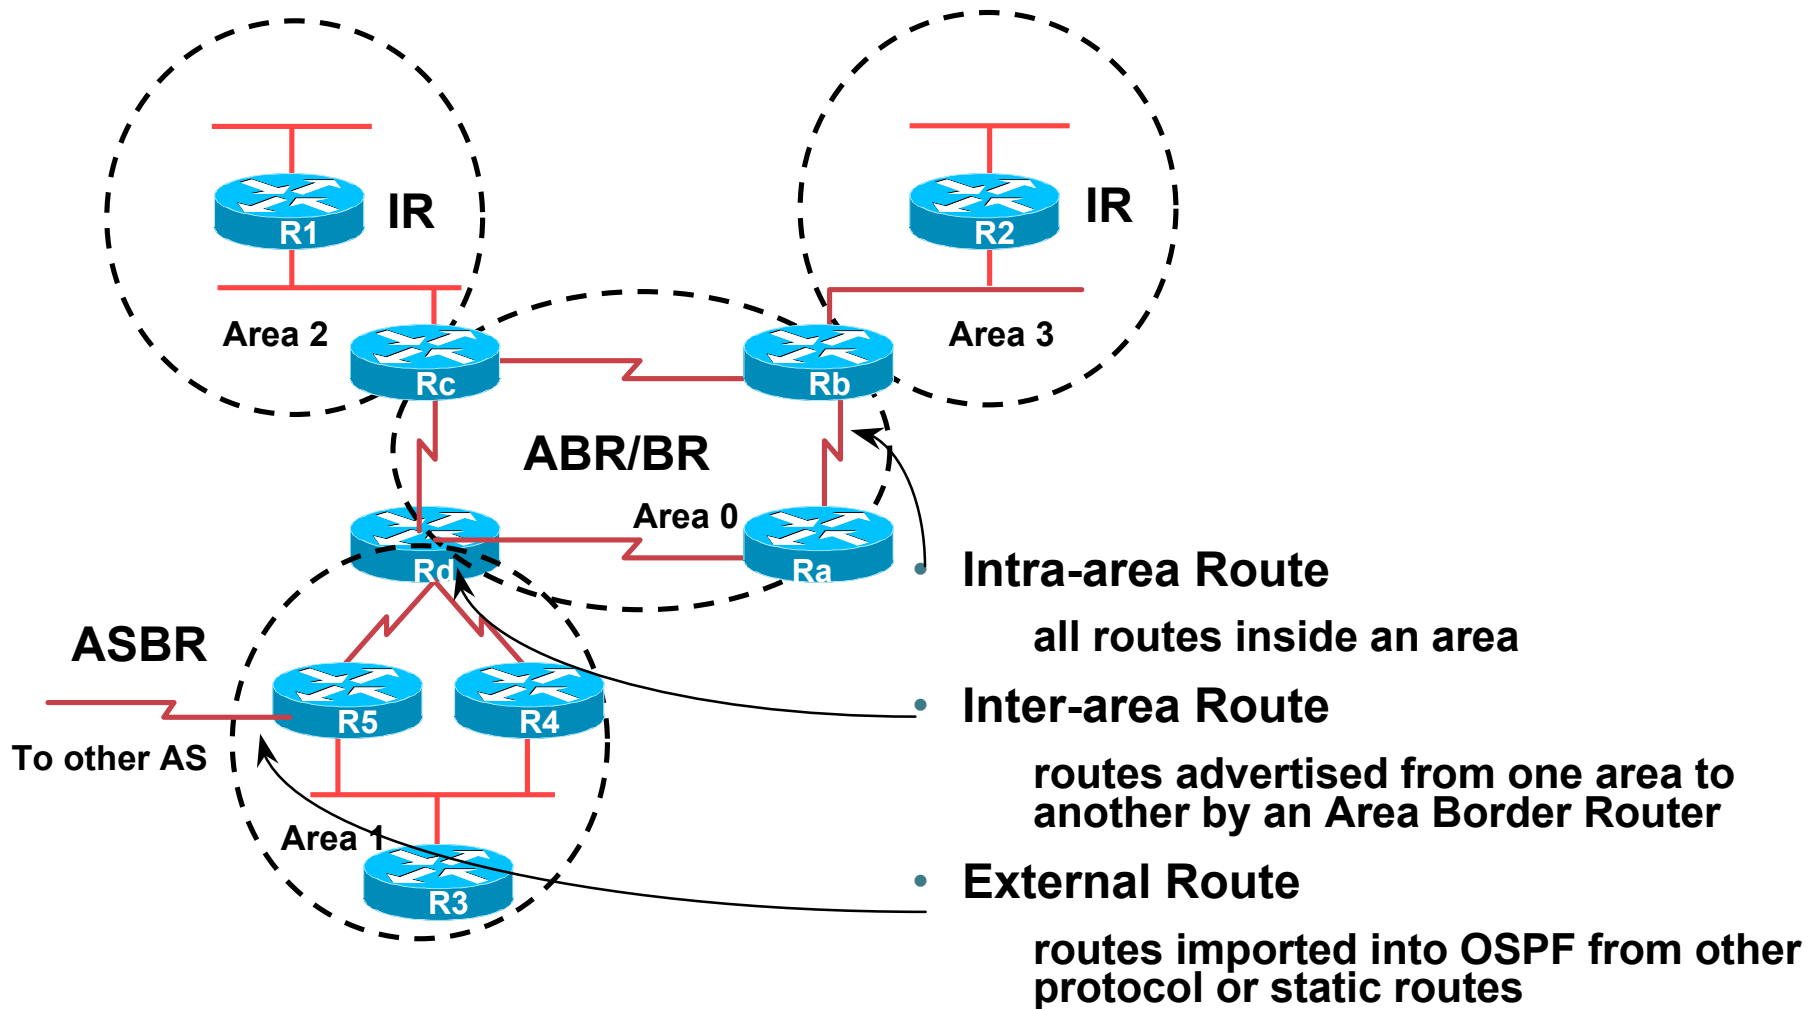 R1
IR
R2
IR
Area 2
Area 3
Rc
Rb
ABR/BR
Area 0
Rd
Ra
ASBR
R5
R4
To other AS
Area 1
R3
• Intra-area Route
all routes inside an area
• Inter-area Route
routes advertised from one area to
another by an Area Border Router
• External Route
routes imported into OSPF from other
protocol or static routes